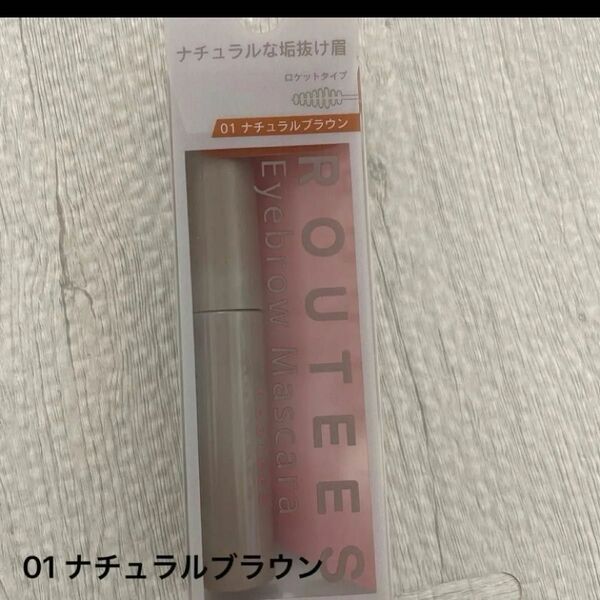 ナチュラルな垢抜け眉
ロケットタイプ
01 ナチュラルブラウン
ROUTEES
Eyebrow Mascara
01 ナチュラルブラウン